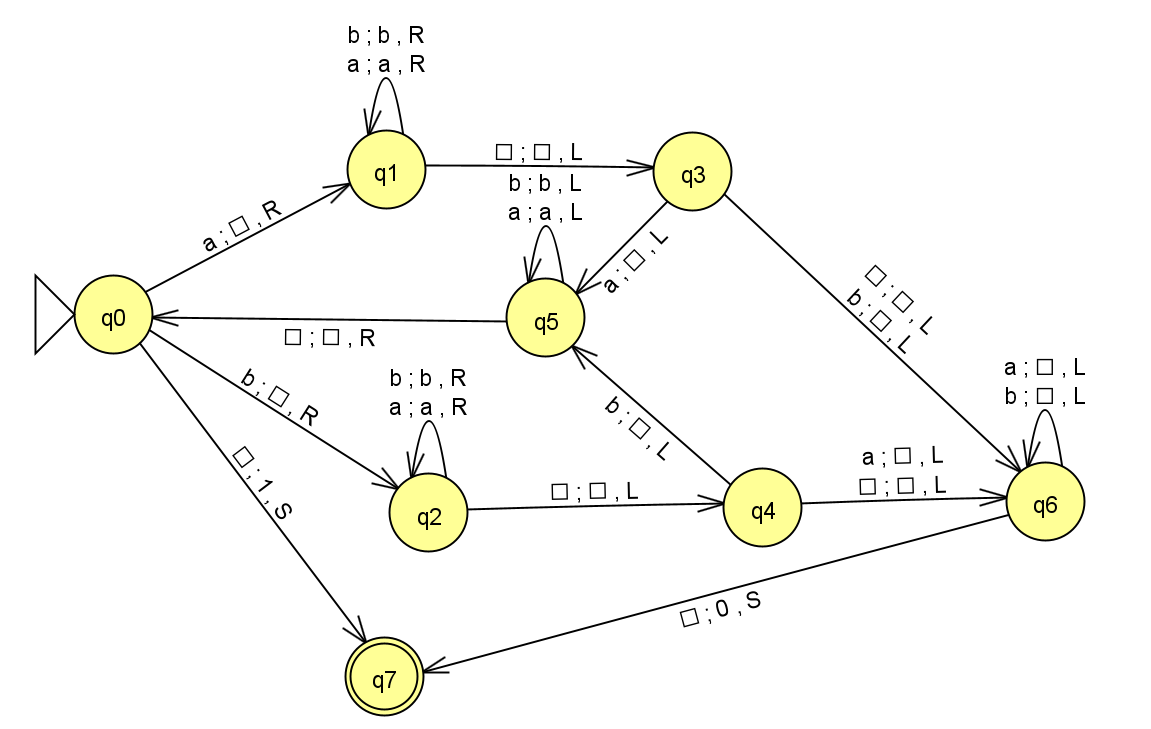 b ; b , R
a ; a , R
q1
□ ; □ , L
q3
b ; b , L
a ; a , L
a ; □ , R
a ; □ , L
□ ; □ , L
b ; □ , L
q0
q5
□ ; □ , R
b ; b , R
a ; a , R
a ; □ , L
b ; □ , L
b ; □ , R
b ; □ , L
□ ; 1 , S
a ; □ , L
□ ; □ , L
□ ; □ , L
q2
q4
q6
□ ; 0 , S
q7